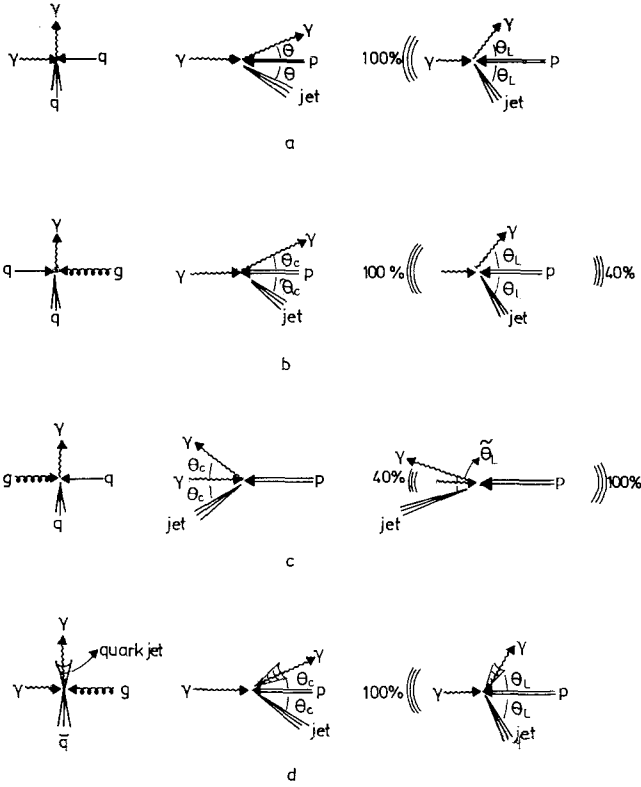 γ γ q q
γ γ θ p θ jet
100% γ γ θL θL p jet
a
q γ g q
γ γ θc p θc jet
100% γ θL p θL jet 40%
b
g γ q q
γ θc γ θc p jet
γ θ̃L 40% p jet 100%
c
γ quark jet γ g q̄
γ γ θc p θc jet
100% γ γ θL p θL jet
d